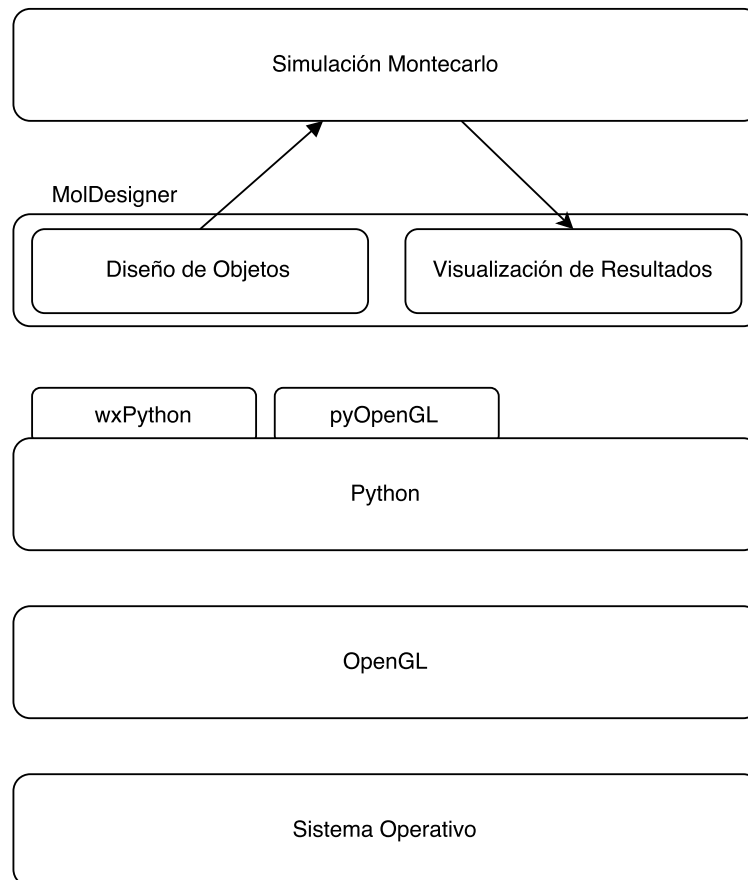 Simulación Montecarlo
MolDesigner
Diseño de Objetos
Visualización de Resultados
wxPython
pyOpenGL
Python
OpenGL
Sistema Operativo